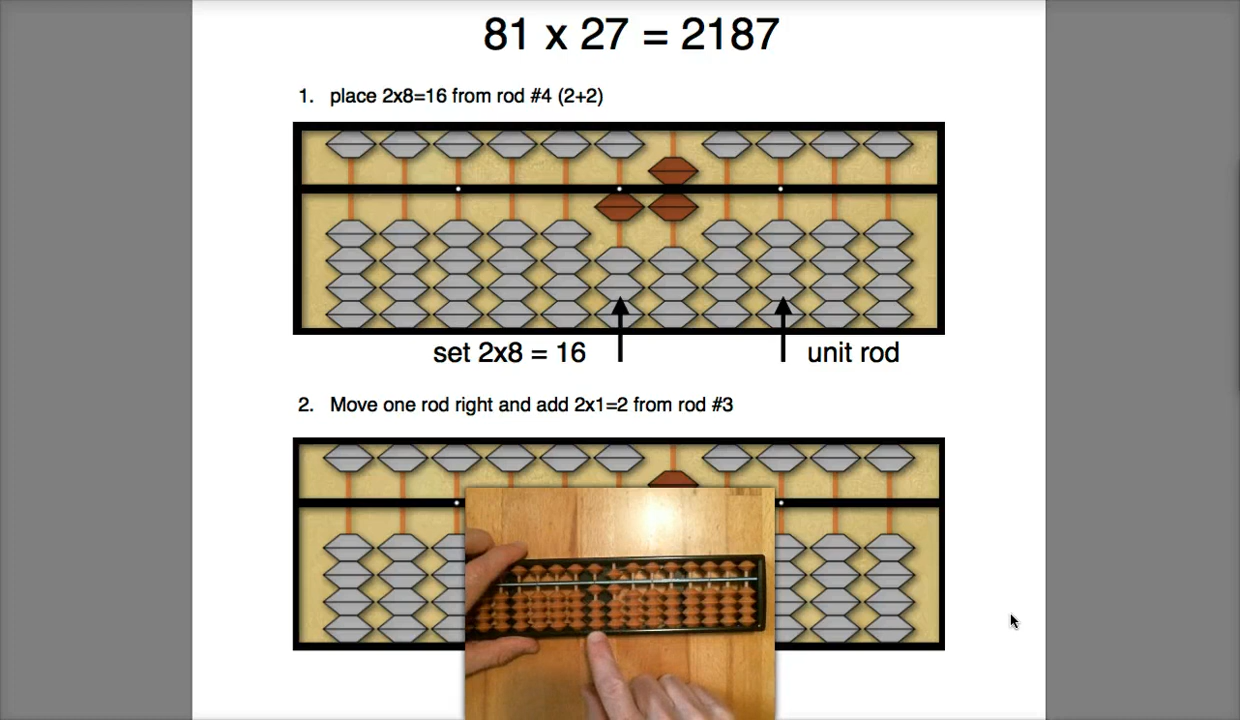 81 x 27 = 2187
1. place 2x8=16 from rod #4 (2+2)
set 2x8 = 16
unit rod
2. Move one rod right and add 2x1=2 from rod #3